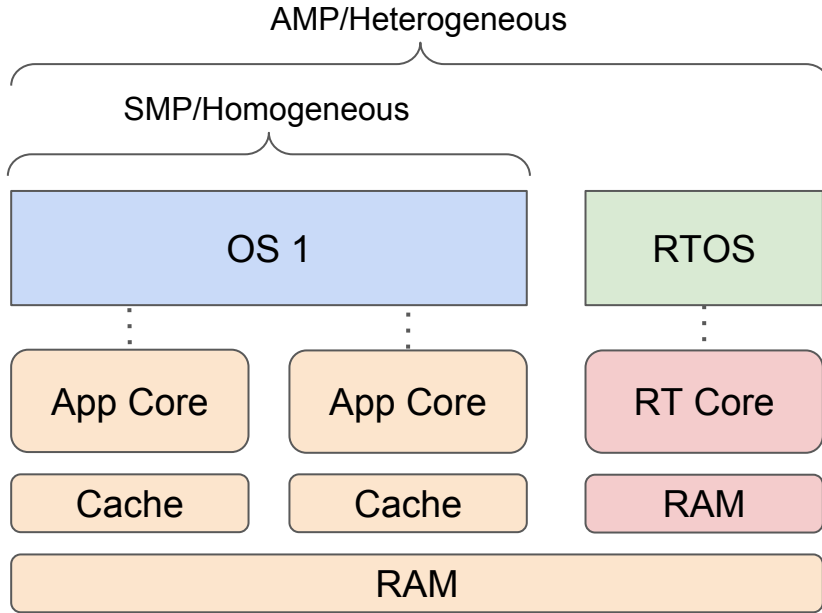 AMP/Heterogeneous
SMP/Homogeneous
OS 1
RTOS
App Core
App Core
RT Core
Cache
Cache
RAM
RAM